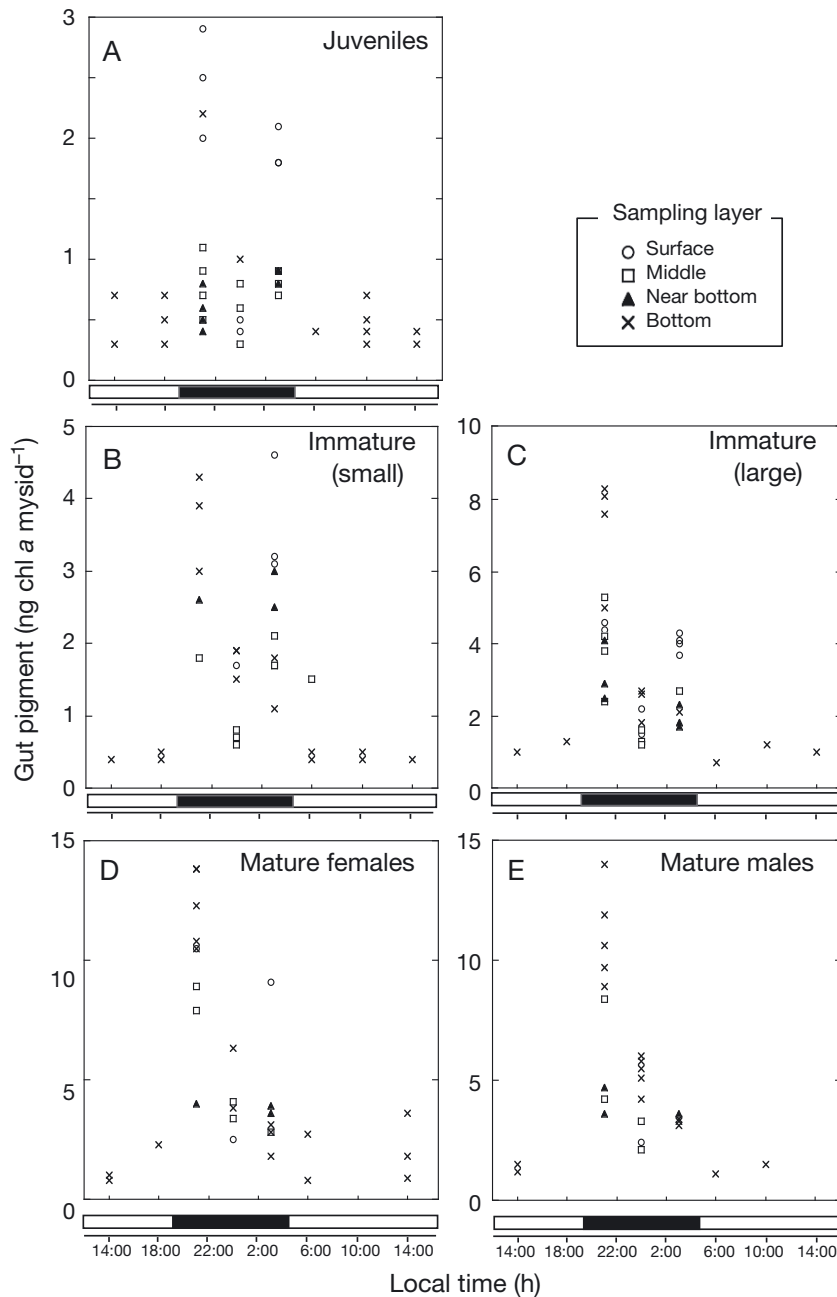 A
Juveniles
3
2
1
0
Sampling layer
Surface
Middle
Near bottom
Bottom
B
Immature
(small)
5
4
3
2
1
0
C
Immature
(large)
10
8
6
4
2
0
Gut pigment (ng chl a mysid⁻¹)
D
Mature females
15
10
5
0
14:00 18:00 22:00 2:00 6:00 10:00 14:00
E
Mature males
15
10
5
0
14:00 18:00 22:00 2:00 6:00 10:00 14:00
Local time (h)